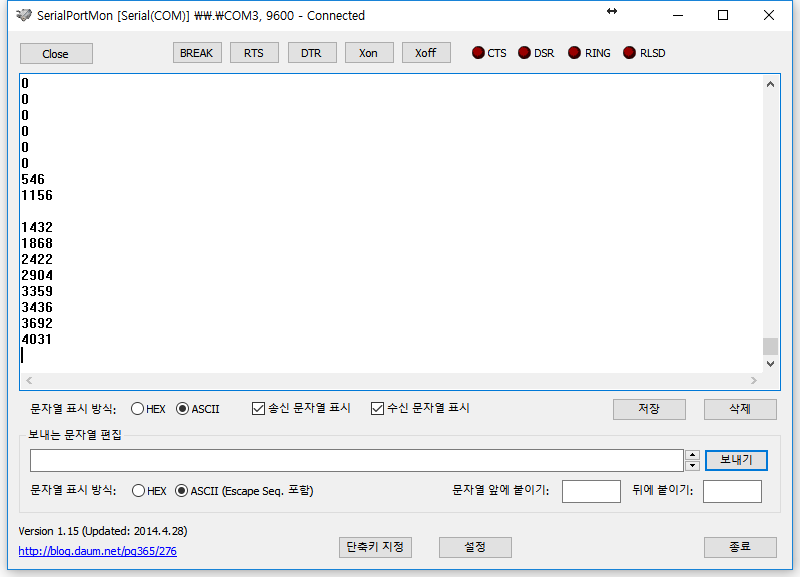 SerialPortMon [Serial(COM)] ₩₩.₩COM3, 9600 - Connected
Close BREAK RTS DTR Xon Xoff CTS DSR RING RLSD
0
0
0
0
0
0
546
1156
1432
1868
2422
2904
3359
3436
3692
4031
문자열 표시 방식: HEX ASCII 송신 문자열 표시 수신 문자열 표시 저장 삭제
보내는 문자열 편집
보내기
문자열 표시 방식: HEX ASCII (Escape Seq. 포함) 문자열 앞에 붙이기: 뒤에 붙이기:
Version 1.15 (Updated: 2014.4.28)
http://blog.daum.net/pg365/276 단축키 지정 설정 종료